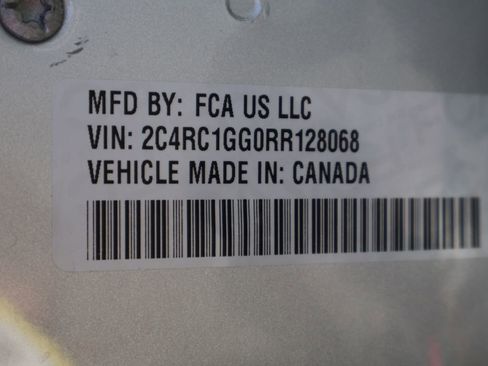 MFD BY: FCA US LLC
VIN: 2C4RC1GG0RR128068
VEHICLE MADE IN: CANADA